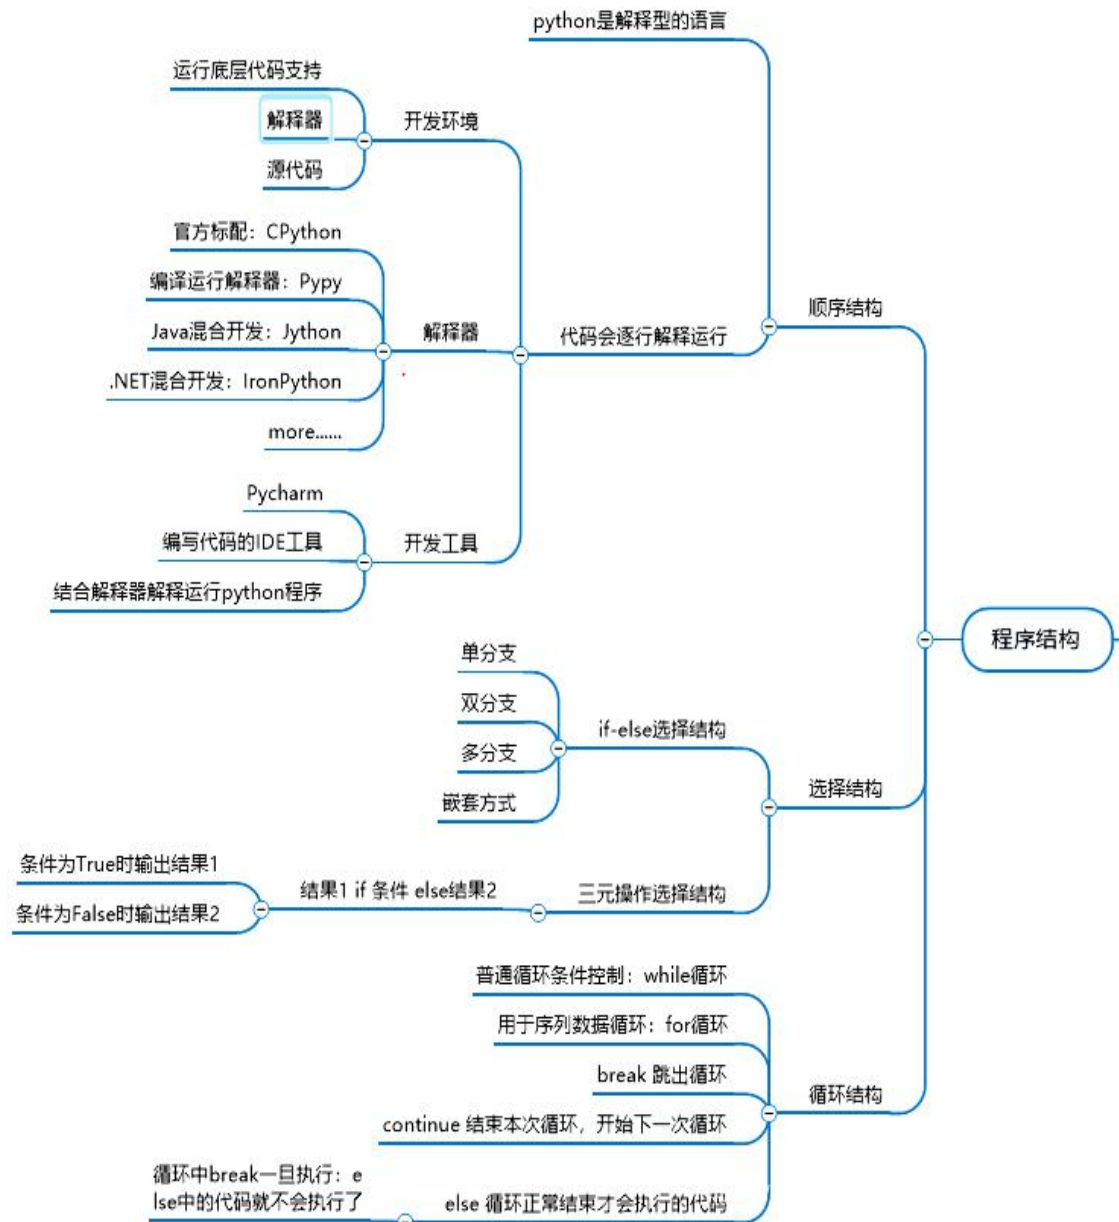 python是解释型的语言
运行底层代码支持
解释器
源代码
开发环境
官方标配：CPython
编译运行解释器：Pypy
Java混合开发：Jython
.NET混合开发：IronPython
more......
解释器
代码会逐行解释运行
顺序结构
Pycharm
编写代码的IDE工具
结合解释器解释运行python程序
开发工具
程序结构
单分支
双分支
多分支
嵌套方式
if-else选择结构
选择结构
条件为True时输出结果1
条件为False时输出结果2
结果1 if 条件 else结果2
三元操作选择结构
普通循环条件控制：while循环
用于序列数据循环：for循环
break 跳出循环
continue 结束本次循环，开始下一次循环
循环结构
循环中break一旦执行：e
lse中的代码就不会执行了
else 循环正常结束才会执行的代码